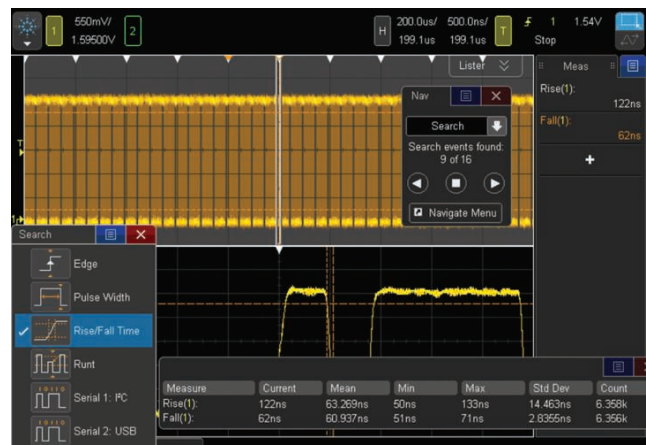 1
550mV/
1.59500V
2
H
200.0us/
199.1us
500.0ns/
199.1us
T
1
1.54V
Stop
Lister
Meas
Rise(1):
122ns
Fall(1):
62ns
+
Nav
Search
Search events found:
9 of 16
Navigate Menu
T
1
Search
Edge
Pulse Width
Rise/Fall Time
Runt
Serial 1: I²C
Serial 2: USB
Measure Current Mean Min Max Std Dev Count
Rise(1): 122ns 63.269ns 50ns 133ns 14.463ns 6.358k
Fall(1): 62ns 60.937ns 51ns 71ns 2.8355ns 6.356k